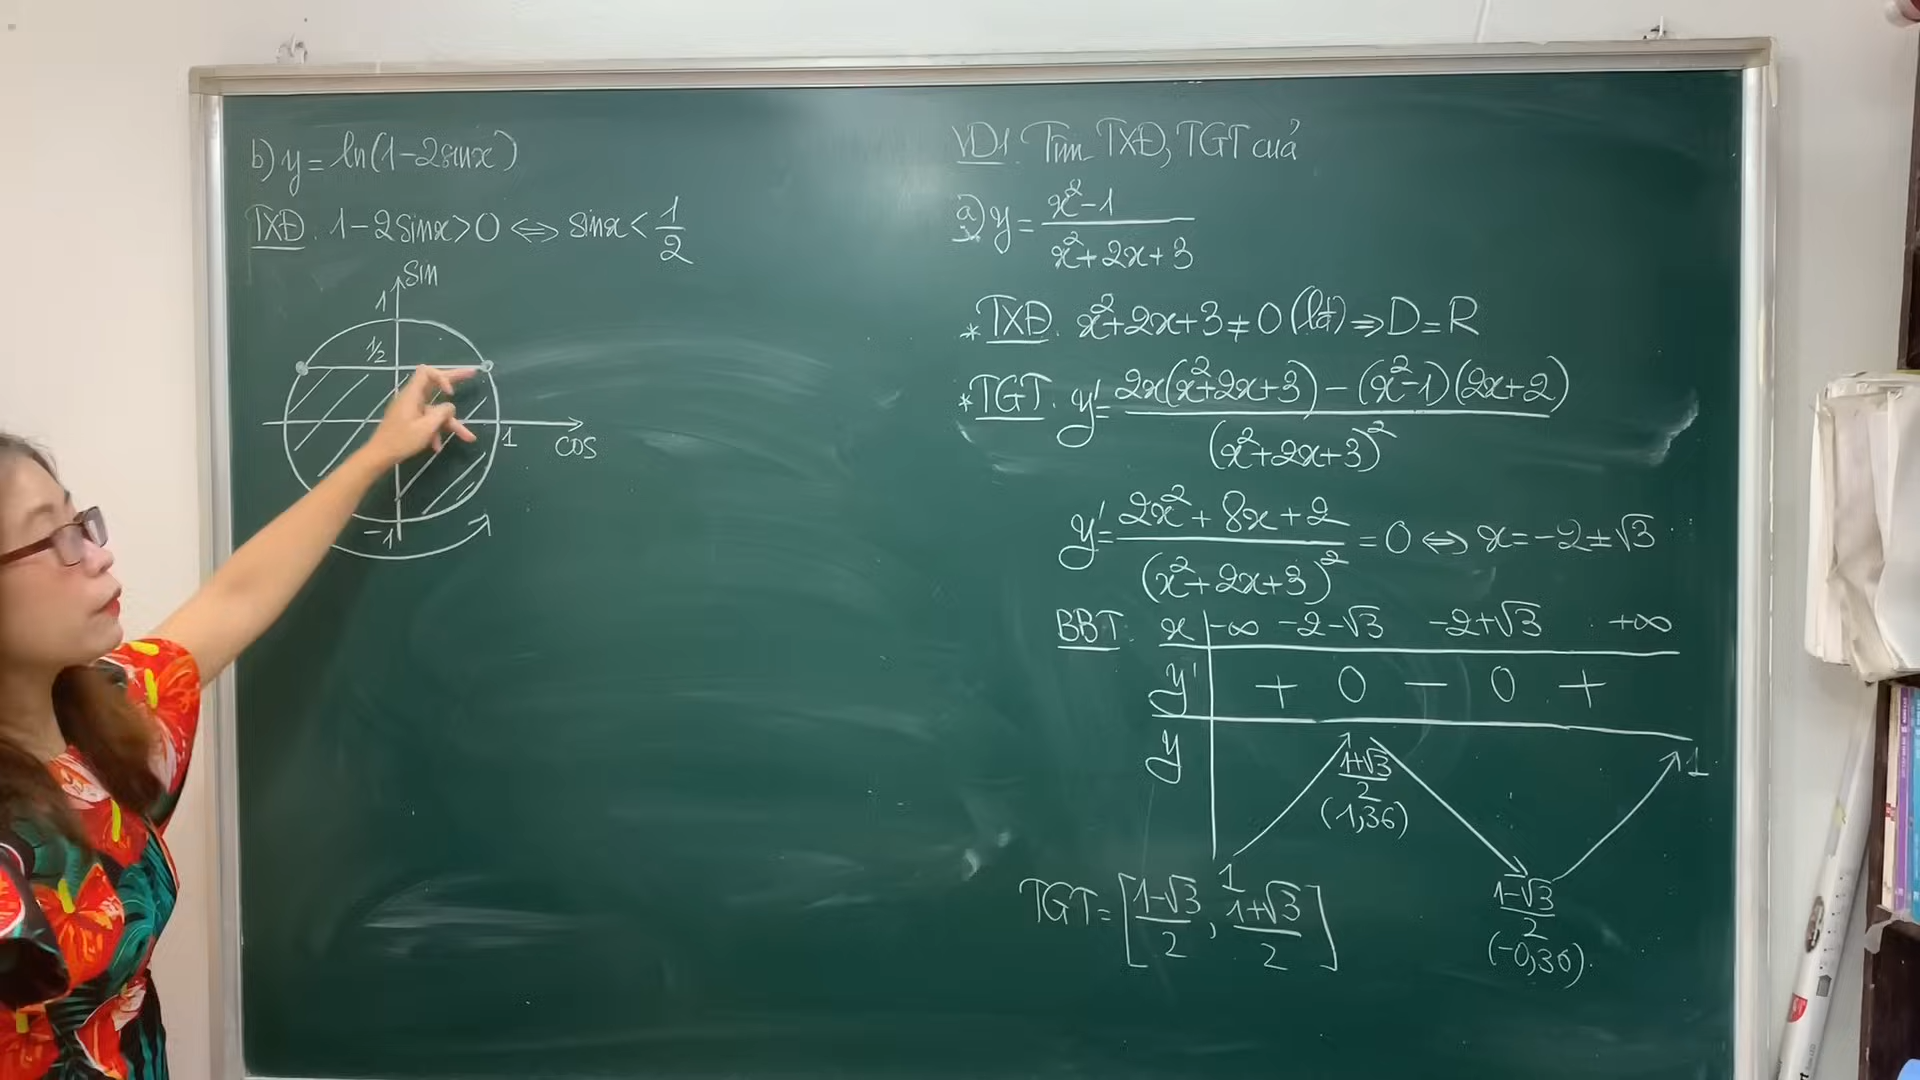 b) y = ln(1-2sinx)
TXĐ. 1-2sinx>0 ⇔ sinx < 1/2
sin
1
1/2
1
cos
-1
VD1. Tìm TXĐ, TGT của
a) y = (x²-1)/(x²+2x+3)
* TXĐ. x²+2x+3 ≠ 0 (lđ) ⇒ D = R
* TGT. y' = (2x(x²+2x+3) - (x²-1)(2x+2))/(x²+2x+3)²
y' = (2x²+8x+2)/(x²+2x+3)² = 0 ⇔ x = -2±√3
BBT. x -∞ -2-√3 -2+√3 +∞
y' + 0 - 0 +
y
(1+√3)/2
(1,36)
1
1
(1-√3)/2
(-0,36)
TGT = [(1-√3)/2, (1+√3)/2]